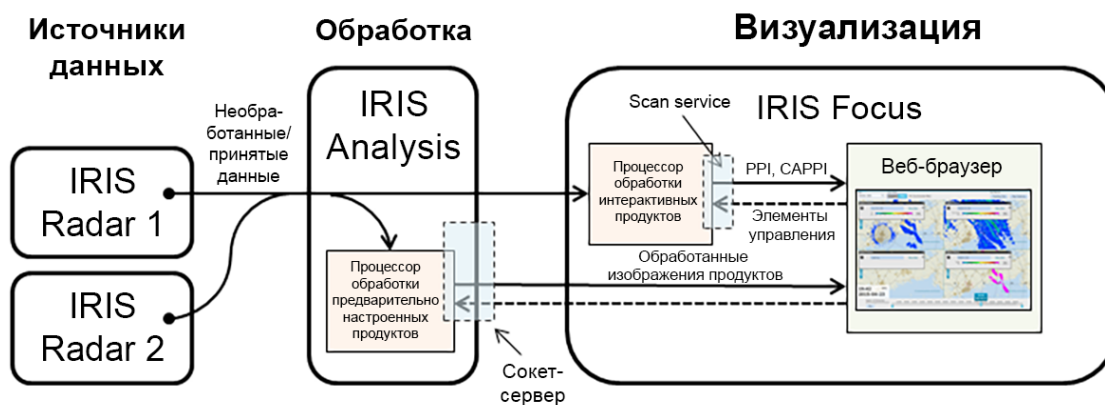 Источники
данных
Обработка
Визуализация
IRIS
Radar 1
IRIS
Radar 2
Необра-
ботанные/
принятые
данные
IRIS
Analysis
Процессор
обработки
предварительно
настроенных
продуктов
Сокет-
сервер
Scan service
IRIS Focus
Процессор
обработки
интерактивных
продуктов
PPI, CAPPI
Элементы
управления
Обработанные
изображения продуктов
Веб-браузер